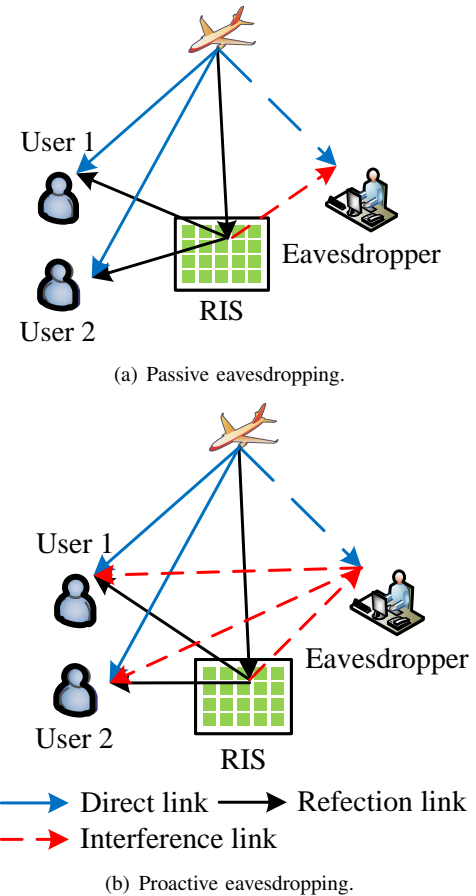 User 1
Eavesdropper
User 2
RIS
(a) Passive eavesdropping.
User 1
Eavesdropper
User 2
RIS
Direct link
Refection link
Interference link
(b) Proactive eavesdropping.